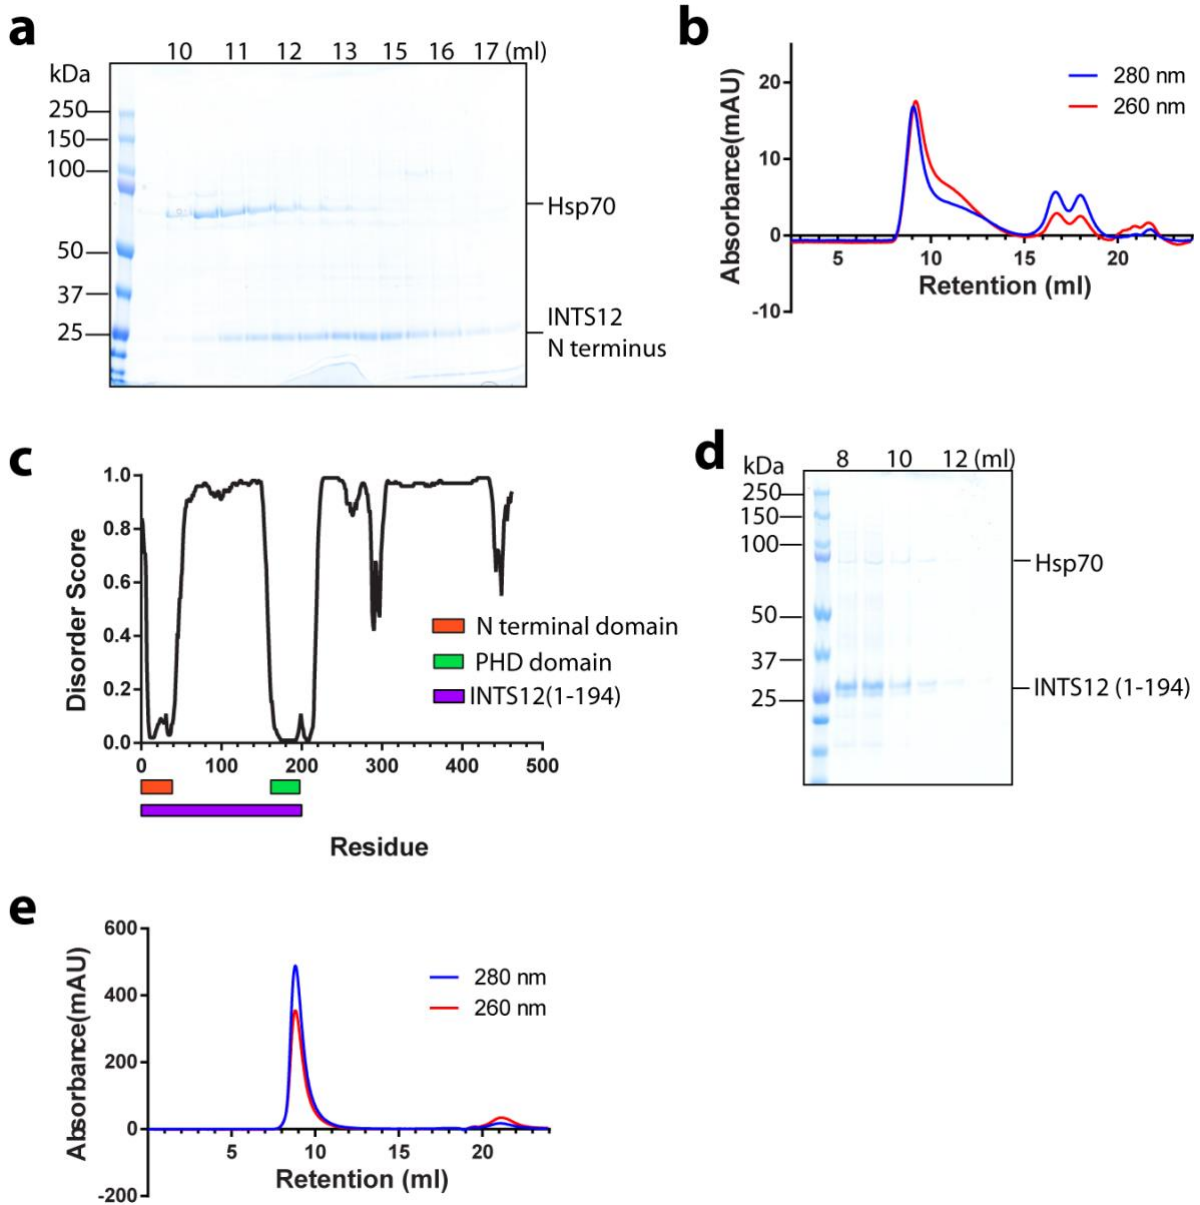 a
10 11 12 13 15 16 17 (ml)
kDa
250
150
100
50
37
25
Hsp70
INTS12
N terminus
b
Absorbance(mAU)
20
10
0
-10
5 10 15 20
Retention (ml)
280 nm
260 nm
c
Disorder Score
1.0
0.8
0.6
0.4
0.2
0.0
0 100 200 300 400 500
Residue
N terminal domain
PHD domain
INTS12(1-194)
d
8 10 12 (ml)
kDa
250
150
100
50
37
25
Hsp70
INTS12 (1-194)
e
Absorbance(mAU)
600
400
200
0
-200
5 10 15 20
Retention (ml)
280 nm
260 nm